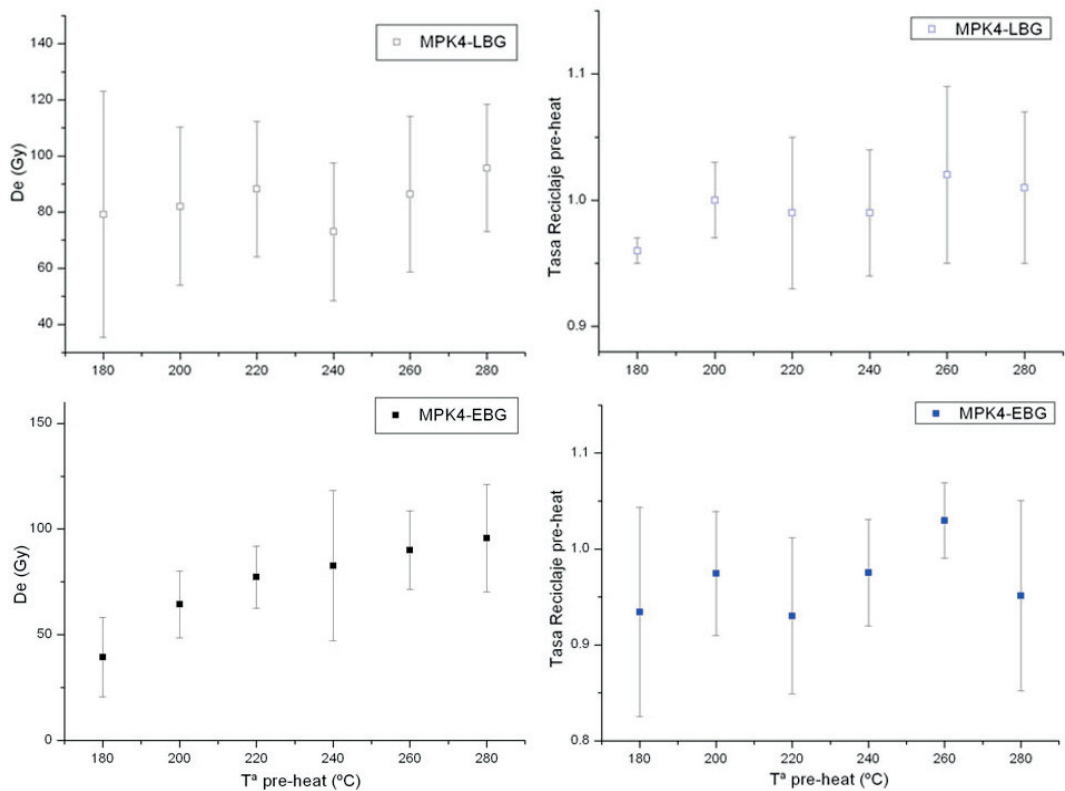 MPK4-LBG
De (Gy)
140
120
100
80
60
40
180 200 220 240 260 280
MPK4-LBG
Tasa Reciclaje pre-heat
1.1
1.0
0.9
180 200 220 240 260 280
MPK4-EBG
De (Gy)
150
100
50
0
180 200 220 240 260 280
Tª pre-heat (ºC)
MPK4-EBG
Tasa Reciclaje pre-heat
1.1
1.0
0.9
0.8
180 200 220 240 260 280
Tª pre-heat (ºC)